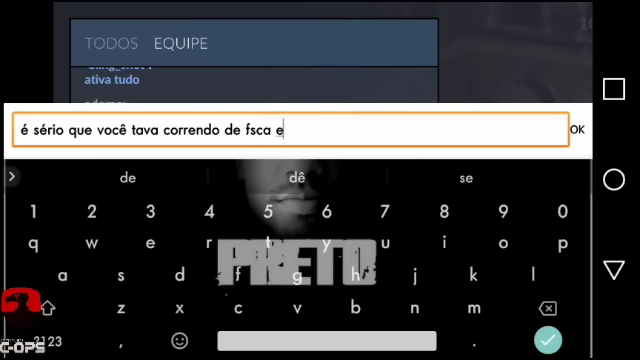 TODOS EQUIPE
ativa tudo
é sério que você tava correndo de fsca e
OK
de dê se
1 2 3 4 5 6 7 8 9 0
q w e r t y u i o p
PRETO
a s d f g h j k l
z x c v b n m
?123 , .
C-OPS